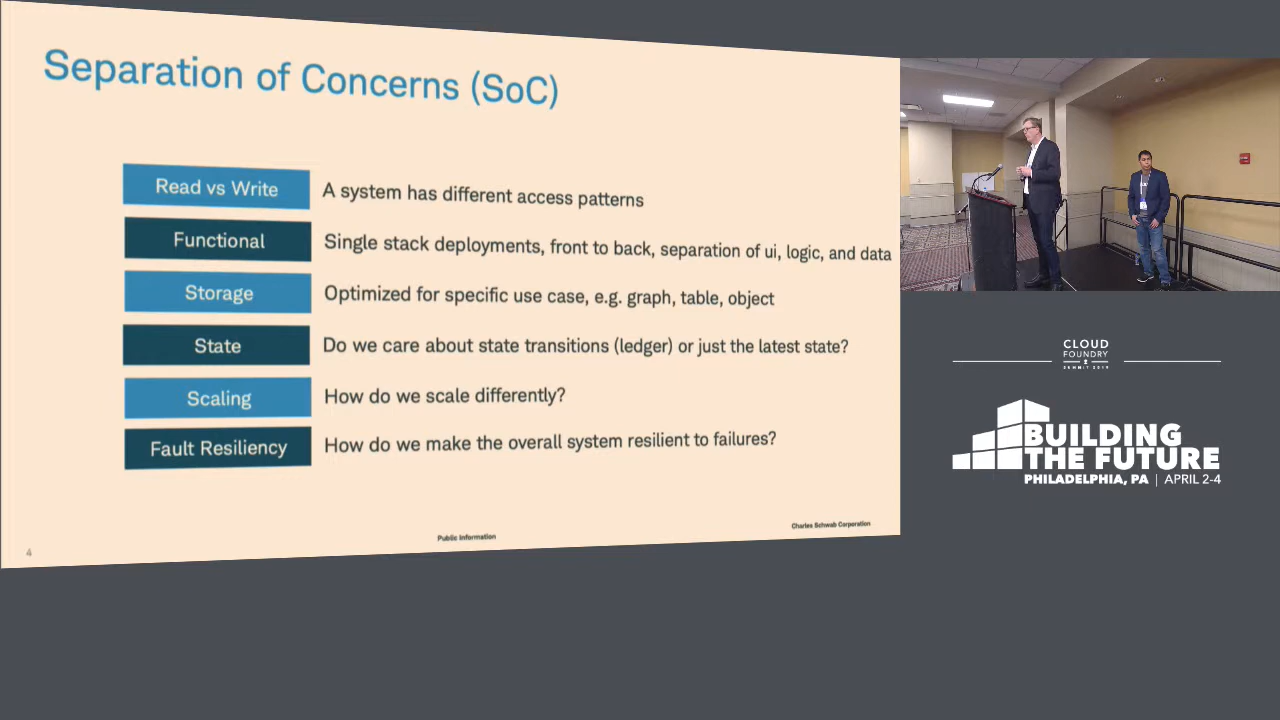 Separation of Concerns (SoC)
Read vs Write
A system has different access patterns
Functional
Single stack deployments, front to back, separation of ui, logic, and data
Storage
Optimized for specific use case, e.g. graph, table, object
State
Do we care about state transitions (ledger) or just the latest state?
Scaling
How do we scale differently?
Fault Resiliency
How do we make the overall system resilient to failures?
4
Public Information
Charles Schwab Corporation
CLOUD
FOUNDRY
SUMMIT 2019
BUILDING
THE FUTURE
PHILADELPHIA, PA | APRIL 2-4